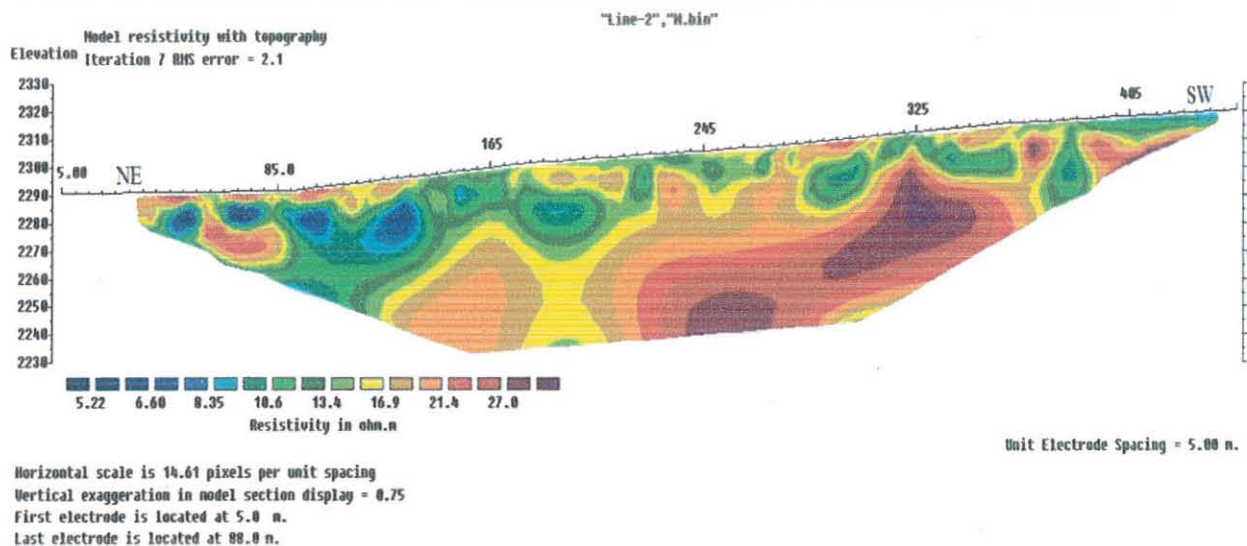 "Line-2","M.bin"
Model resistivity with topography
Elevation Iteration 7 RMS error = 2.1
2330
2320
2310
2300
2290
2280
2270
2260
2250
2240
2230
5.00 NE 85.0 165 245 325 405 SW
5.22 6.60 8.35 10.6 13.4 16.9 21.4 27.0
Resistivity in ohm.m
Unit Electrode Spacing = 5.00 m.
Horizontal scale is 14.61 pixels per unit spacing
Vertical exaggeration in model section display = 0.75
First electrode is located at 5.0 m.
Last electrode is located at 88.0 m.